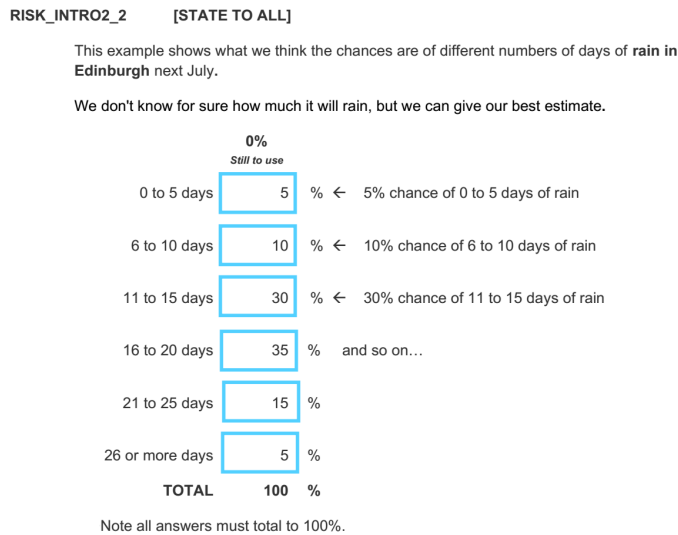 RISK_INTRO2_2 [STATE TO ALL]
This example shows what we think the chances are of different numbers of days of rain in
Edinburgh next July.
We don't know for sure how much it will rain, but we can give our best estimate.
0%
Still to use
0 to 5 days 5 % ← 5% chance of 0 to 5 days of rain
6 to 10 days 10 % ← 10% chance of 6 to 10 days of rain
11 to 15 days 30 % ← 30% chance of 11 to 15 days of rain
16 to 20 days 35 % and so on…
21 to 25 days 15 %
26 or more days 5 %
TOTAL 100 %
Note all answers must total to 100%.